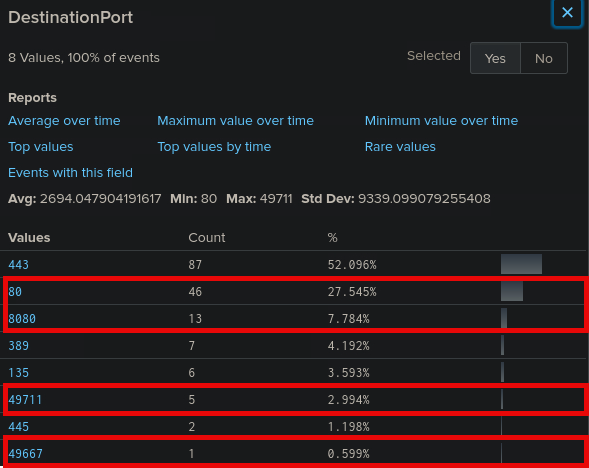 DestinationPort
8 Values, 100% of events
Selected Yes No
Reports
Average over time Maximum value over time Minimum value over time
Top values Top values by time Rare values
Events with this field
Avg: 2694.047904191617 Min: 80 Max: 49711 Std Dev: 9339.099079255408
Values Count %
443 87 52.096%
80 46 27.545%
8080 13 7.784%
389 7 4.192%
135 6 3.593%
49711 5 2.994%
445 2 1.198%
49667 1 0.599%